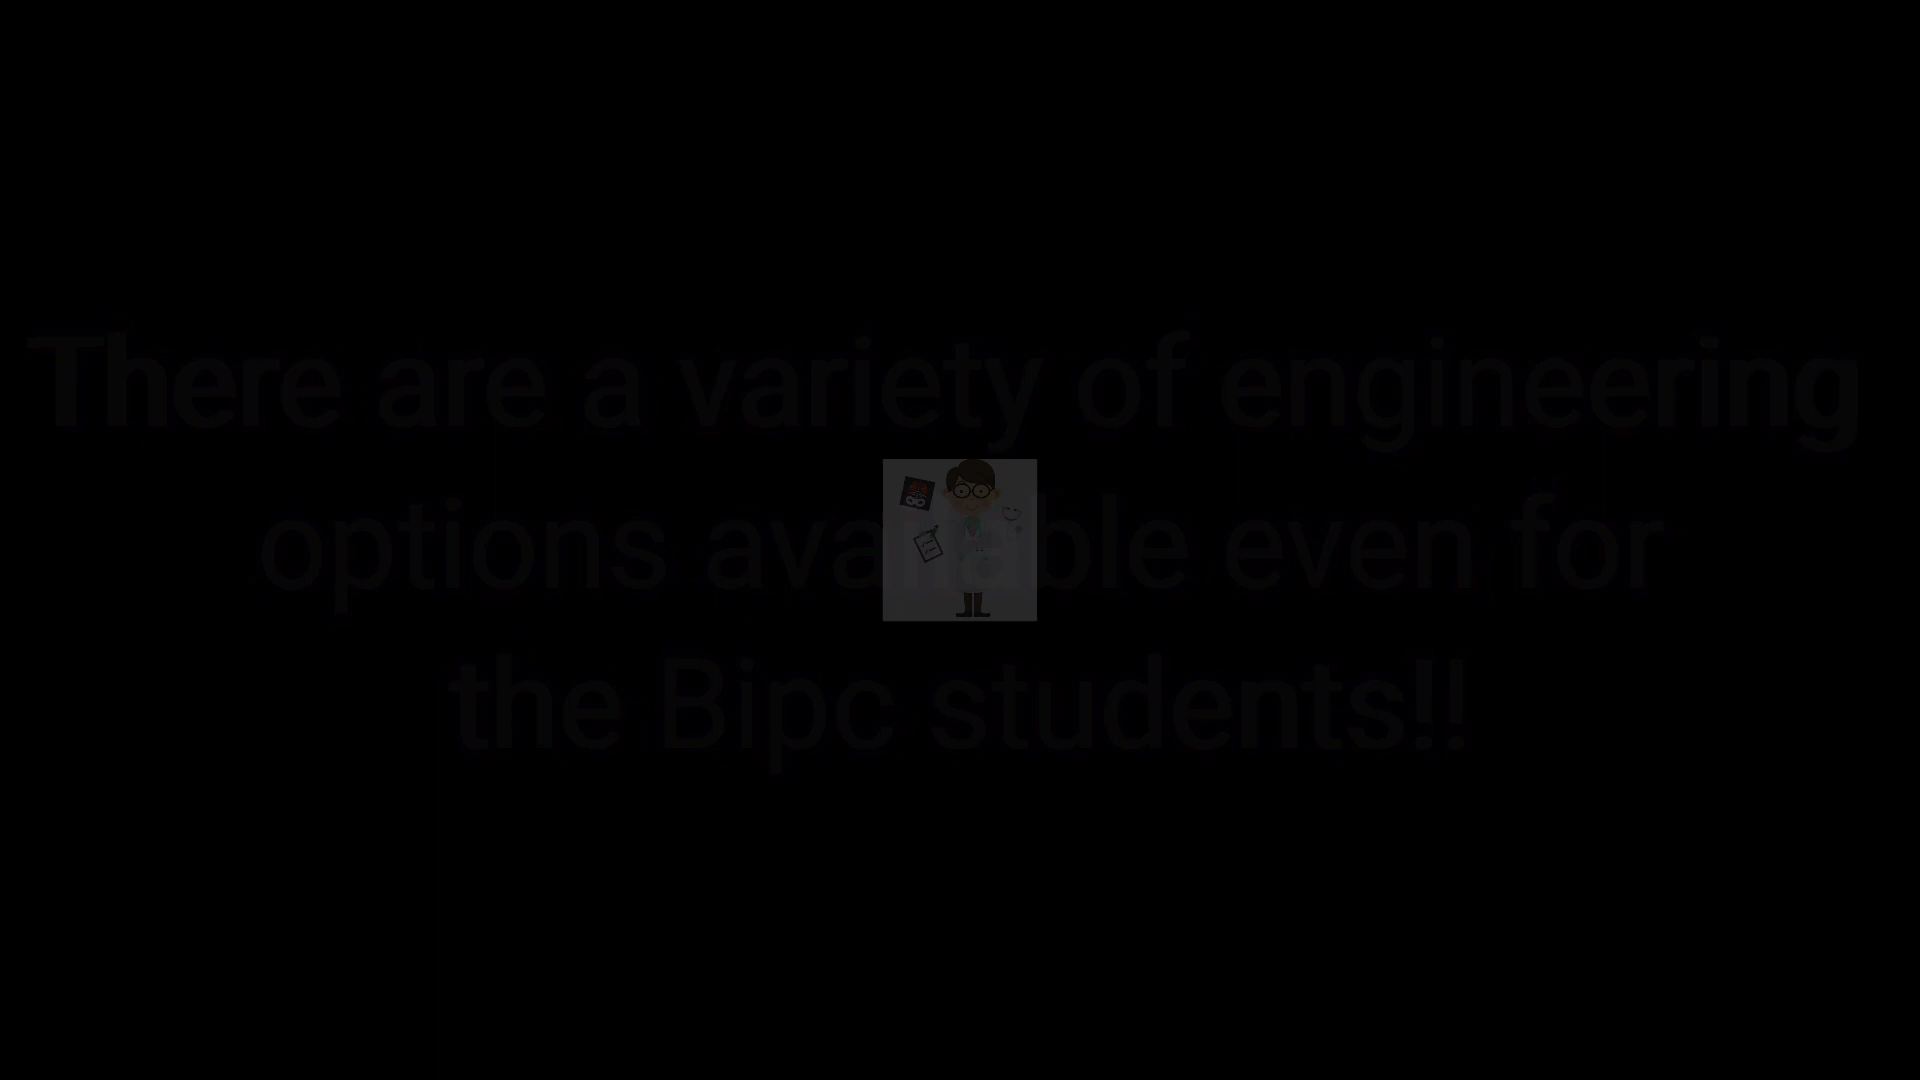 There are a variety of engineering
options available even for
the Bipc students!!